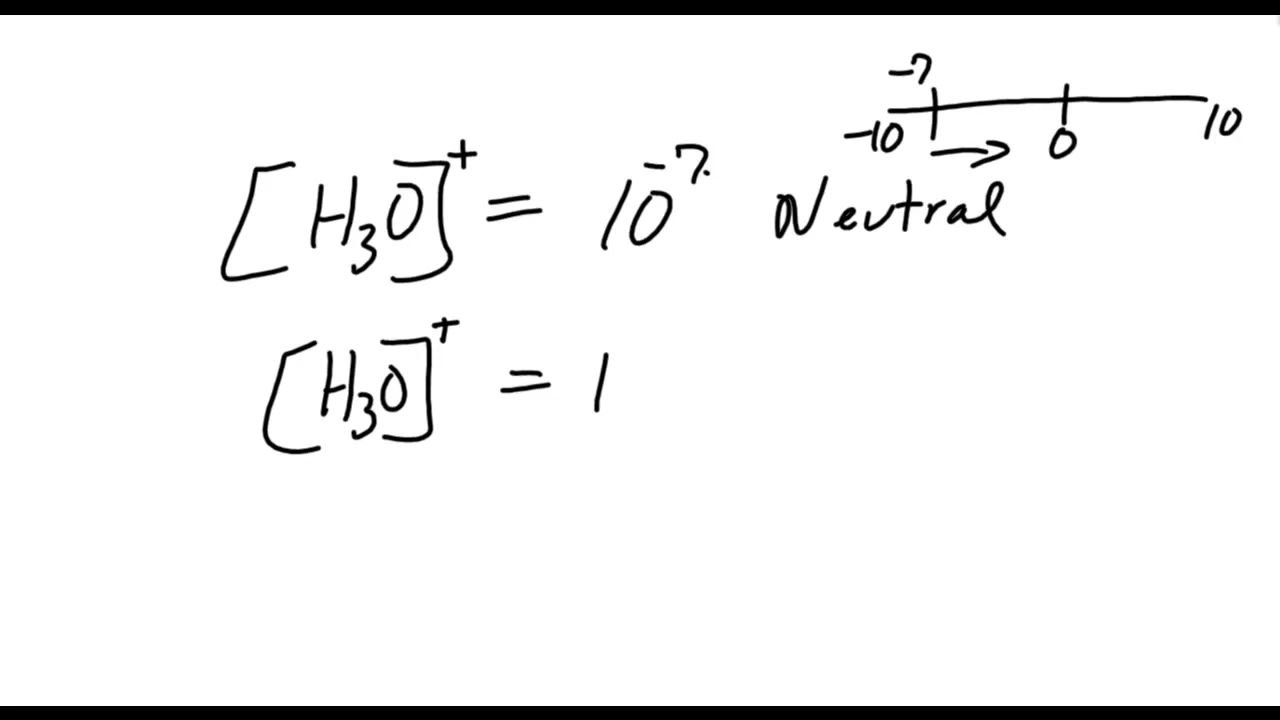 -7
-10 0 10
[H₃O]⁺ = 10⁻⁷ Neutral
[H₃O]⁺ = 1